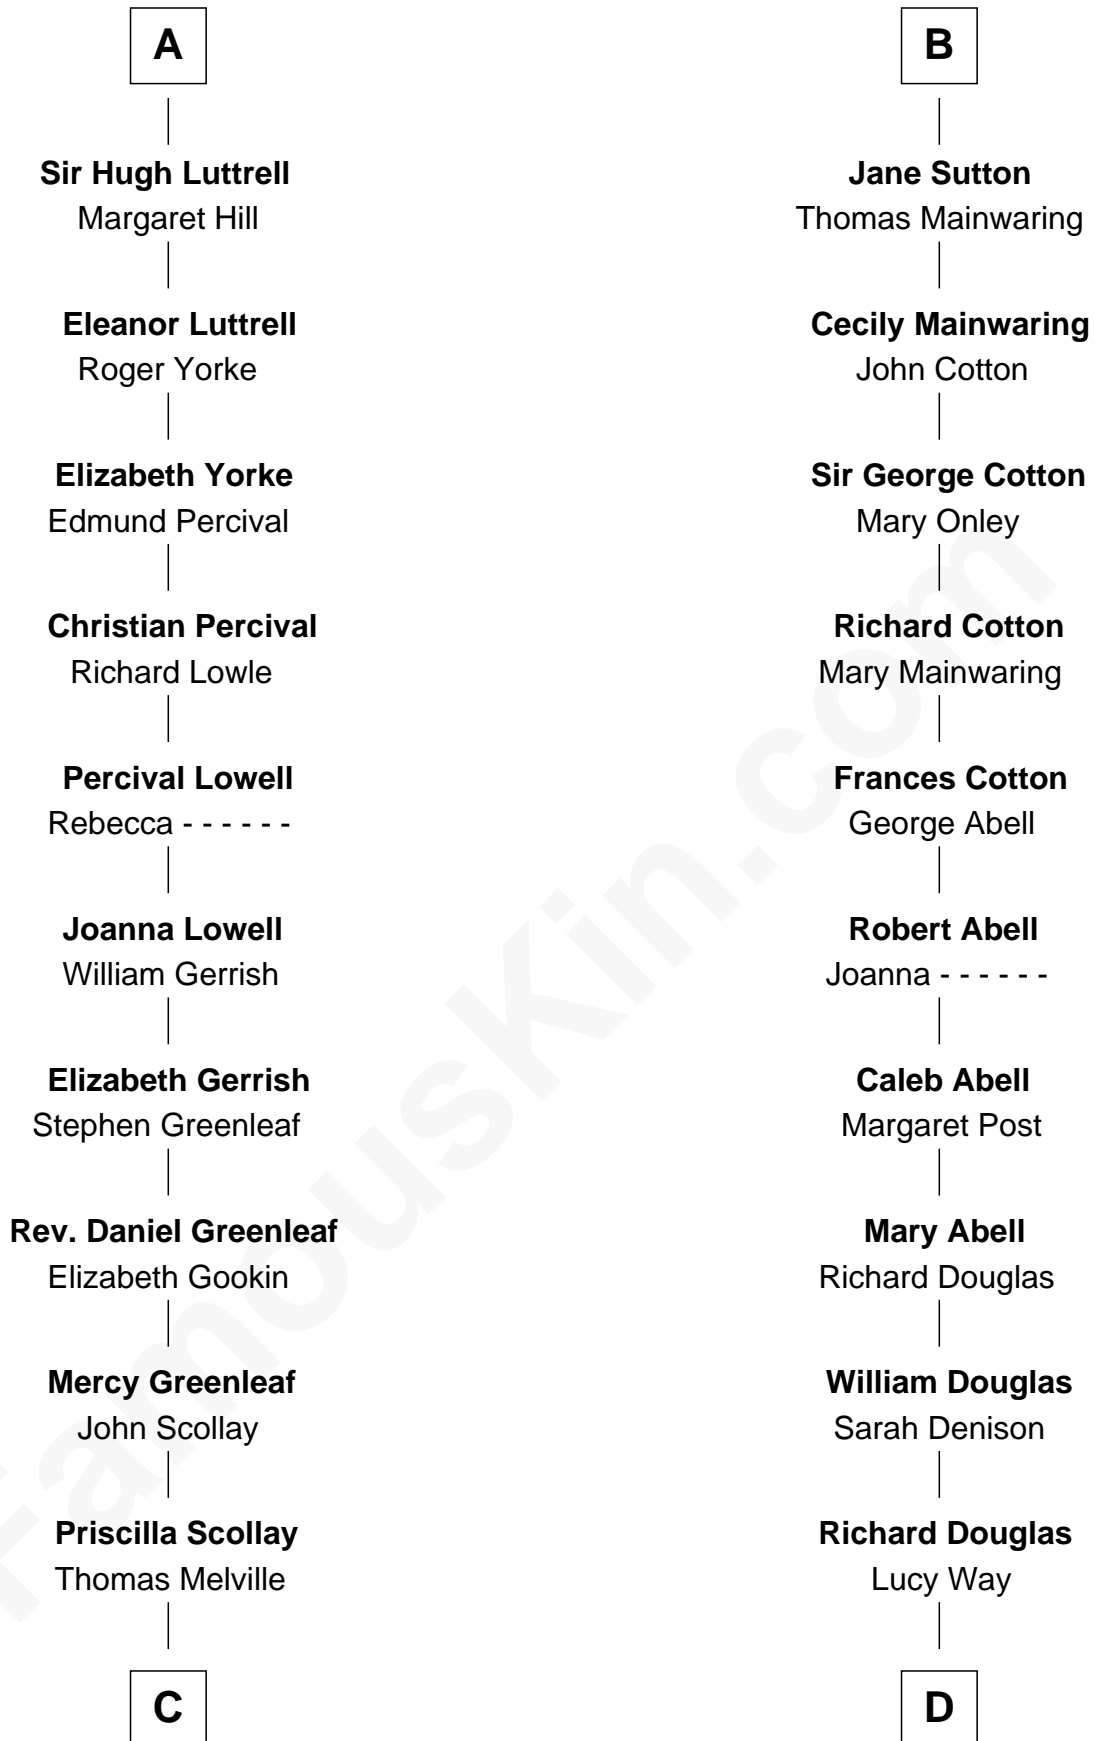 A
Sir Hugh Luttrell
Margaret Hill
Eleanor Luttrell
Roger Yorke
Elizabeth Yorke
Edmund Percival
Christian Percival
Richard Lowle
Percival Lowell
Rebecca - - - - - -
Joanna Lowell
William Gerrish
Elizabeth Gerrish
Stephen Greenleaf
Rev. Daniel Greenleaf
Elizabeth Gookin
Mercy Greenleaf
John Scollay
Priscilla Scollay
Thomas Melville
C
B
Jane Sutton
Thomas Mainwaring
Cecily Mainwaring
John Cotton
Sir George Cotton
Mary Onley
Richard Cotton
Mary Mainwaring
Frances Cotton
George Abell
Robert Abell
Joanna - - - - - -
Caleb Abell
Margaret Post
Mary Abell
Richard Douglas
William Douglas
Sarah Denison
Richard Douglas
Lucy Way
D
FamousKin.com